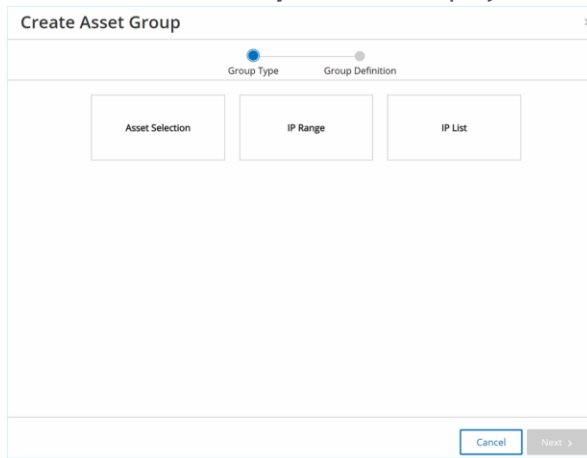 Create Asset Group
Group Type Group Definition
Asset Selection IP Range IP List
Cancel Next >